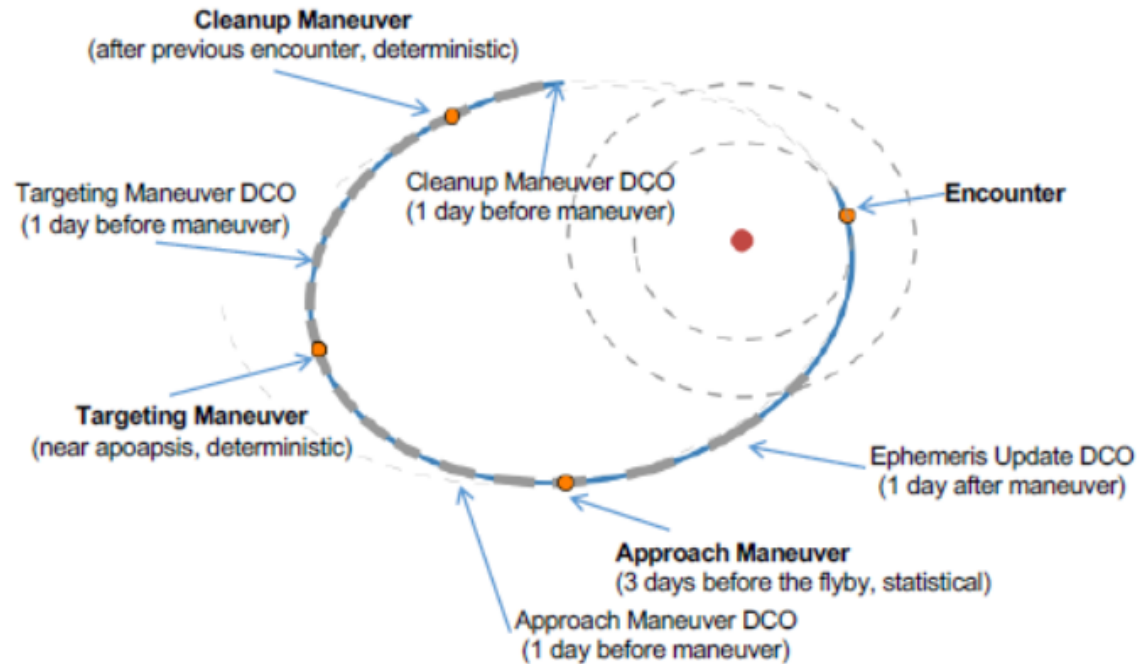 Cleanup Maneuver
(after previous encounter, deterministic)
Targeting Maneuver DCO
(1 day before maneuver)
Cleanup Maneuver DCO
(1 day before maneuver)
Encounter
Targeting Maneuver
(near apoapsis, deterministic)
Ephemeris Update DCO
(1 day after maneuver)
Approach Maneuver
(3 days before the flyby, statistical)
Approach Maneuver DCO
(1 day before maneuver)